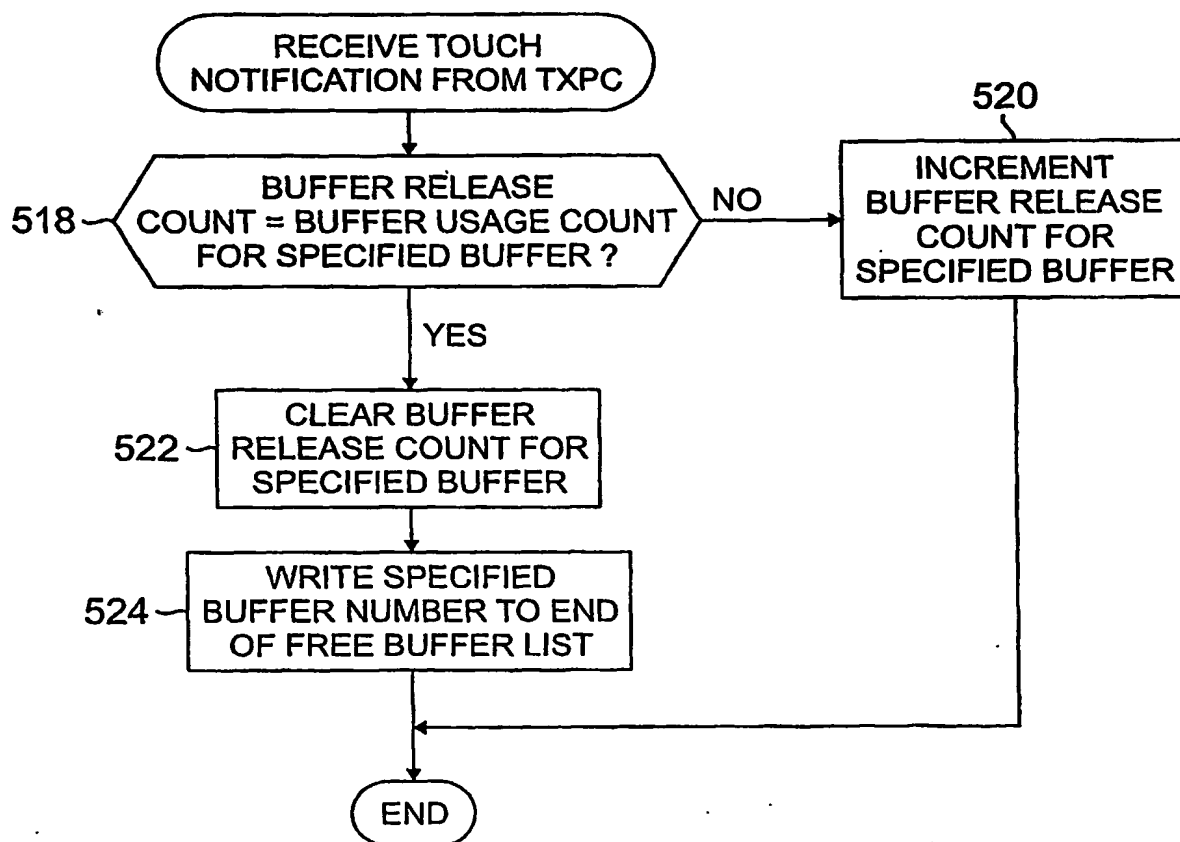 RECEIVE TOUCH
NOTIFICATION FROM TXPC
518
BUFFER RELEASE
COUNT = BUFFER USAGE COUNT
FOR SPECIFIED BUFFER ?
NO
520
INCREMENT
BUFFER RELEASE
COUNT FOR
SPECIFIED BUFFER
YES
522
CLEAR BUFFER
RELEASE COUNT FOR
SPECIFIED BUFFER
524
WRITE SPECIFIED
BUFFER NUMBER TO END
OF FREE BUFFER LIST
END